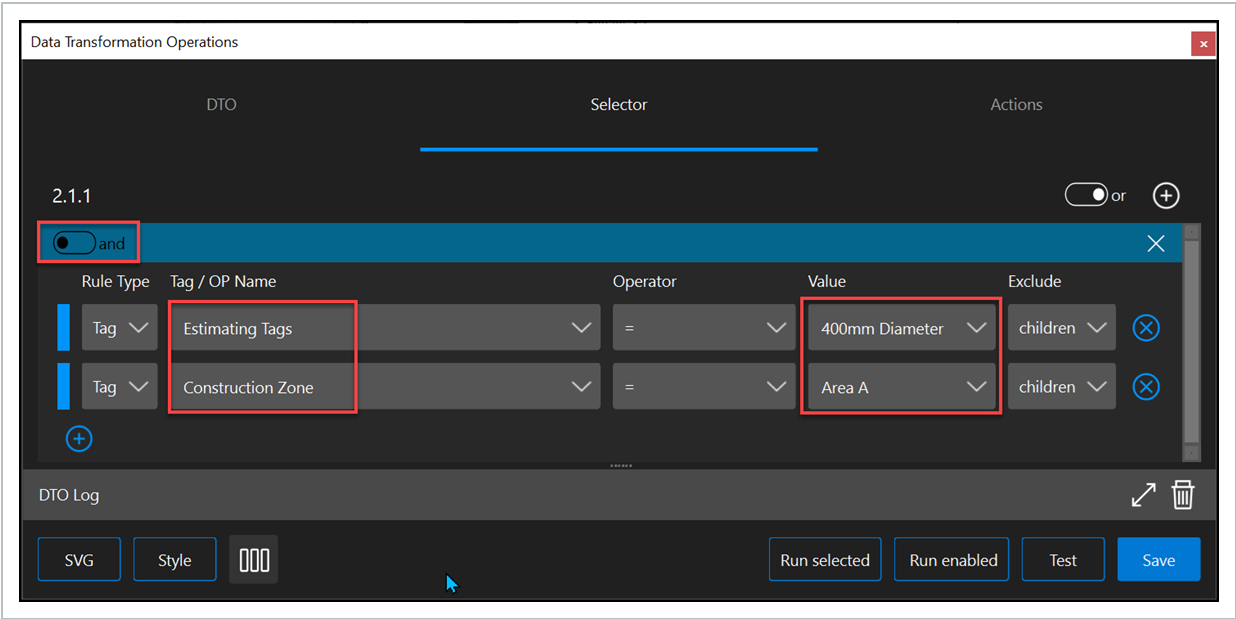 Data Transformation Operations
x
DTO Selector Actions
2.1.1 or
and
Rule Type Tag / OP Name Operator Value Exclude
Tag Estimating Tags = 400mm Diameter children
Tag Construction Zone = Area A children
DTO Log
SVG Style Run selected Run enabled Test Save